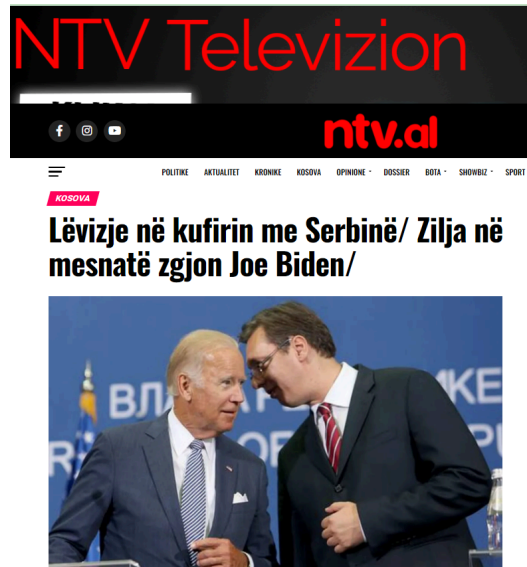 NTV Televizion
ntv.al
POLITIKE AKTUALITET KRONIKE KOSOVA OPINIONE DOSSIER BOTA SHOWBIZ SPORT
KOSOVA
Lëvizje në kufirin me Serbinë/ Zilja në
mesnatë zgjon Joe Biden/